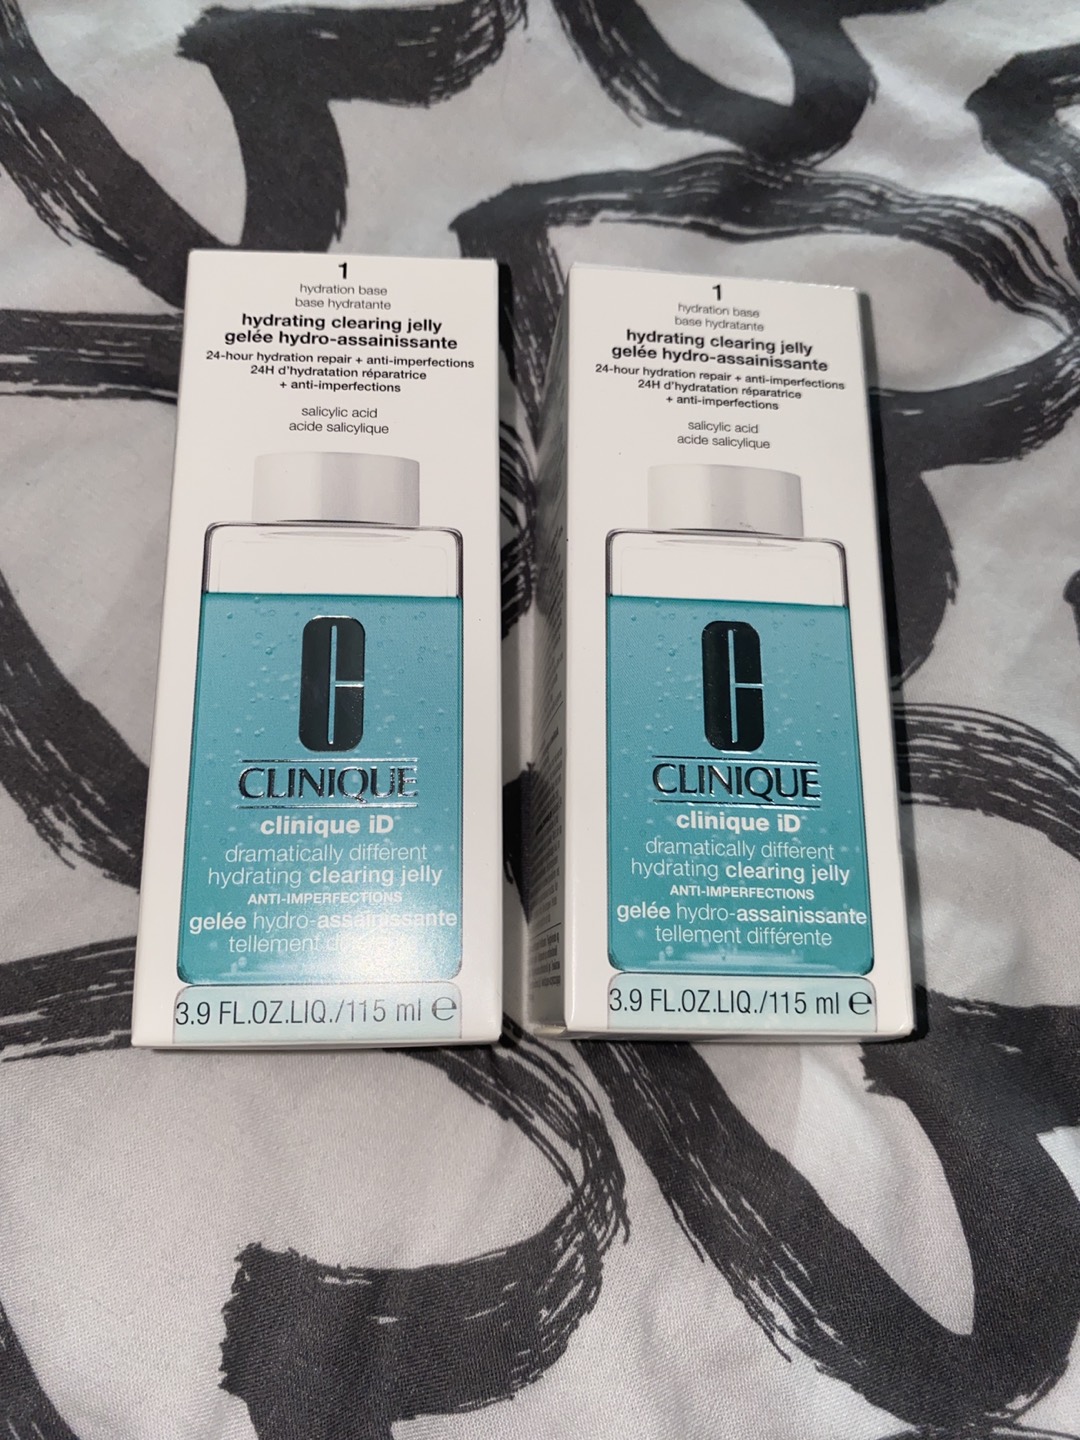 1
hydration base
base hydratante
hydrating clearing jelly
gelée hydro-assainissante
24-hour hydration repair + anti-imperfections
24H d'hydratation réparatrice
+ anti-imperfections
salicylic acid
acide salicylique
C
CLINIQUE
clinique iD
dramatically different
hydrating clearing jelly
ANTI-IMPERFECTIONS
gelée hydro-assainissante
tellement différente
3.9 FL.OZ.LIQ./115 ml ℮
1
hydration base
base hydratante
hydrating clearing jelly
gelée hydro-assainissante
24-hour hydration repair + anti-imperfections
24H d'hydratation réparatrice
+ anti-imperfections
salicylic acid
acide salicylique
C
CLINIQUE
clinique iD
dramatically different
hydrating clearing jelly
ANTI-IMPERFECTIONS
gelée hydro-assainissante
tellement différente
3.9 FL.OZ.LIQ./115 ml ℮